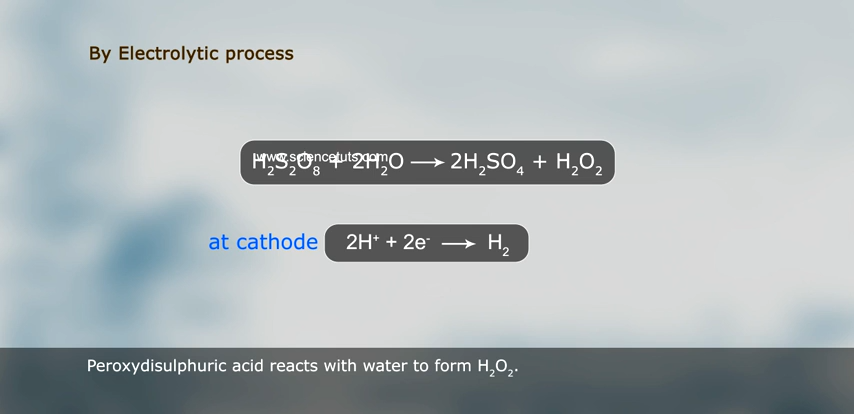 By Electrolytic process
www.sciencetuts.com
H₂S₂O₈ + 2H₂O ⟶ 2H₂SO₄ + H₂O₂
at cathode 2H⁺ + 2e⁻ ⟶ H₂
Peroxydisulphuric acid reacts with water to form H₂O₂.